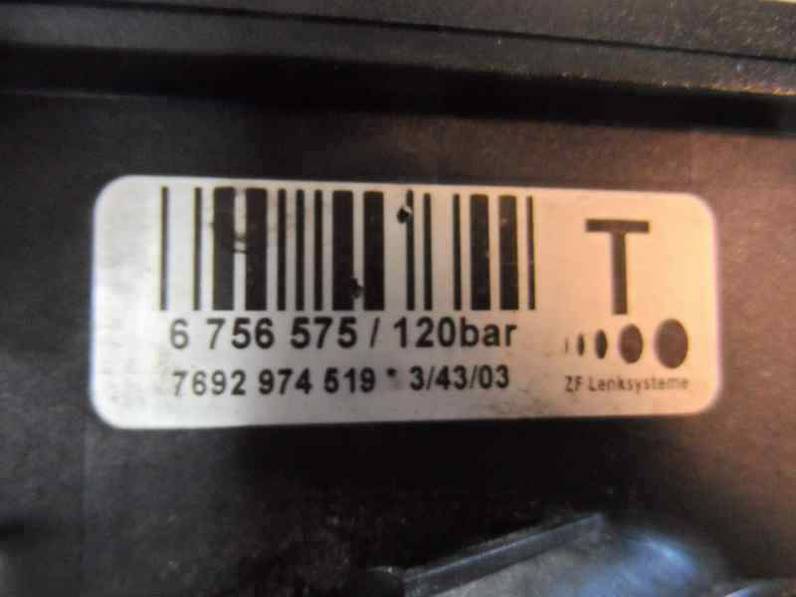 T
6 756 575 / 120bar
7692 974 519 * 3/43/03
ZF Lenksysteme